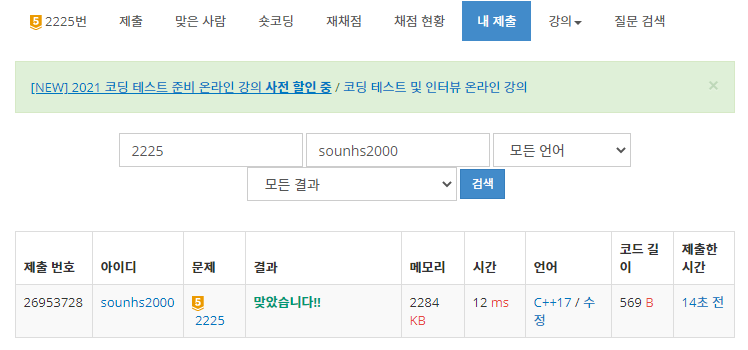 5 2225번 제출 맞은 사람 숏코딩 재채점 채점 현황 내 제출 강의 질문 검색
[NEW] 2021 코딩 테스트 준비 온라인 강의 사전 할인 중 / 코딩 테스트 및 인터뷰 온라인 강의 ×
2225 sounhs2000 모든 언어
모든 결과 검색
제출 번호 아이디 문제 결과 메모리 시간 언어 코드 길이 제출한 시간
26953728 sounhs2000 5 2225 맞았습니다!! 2284 KB 12 ms C++17 / 수정 569 B 14초 전